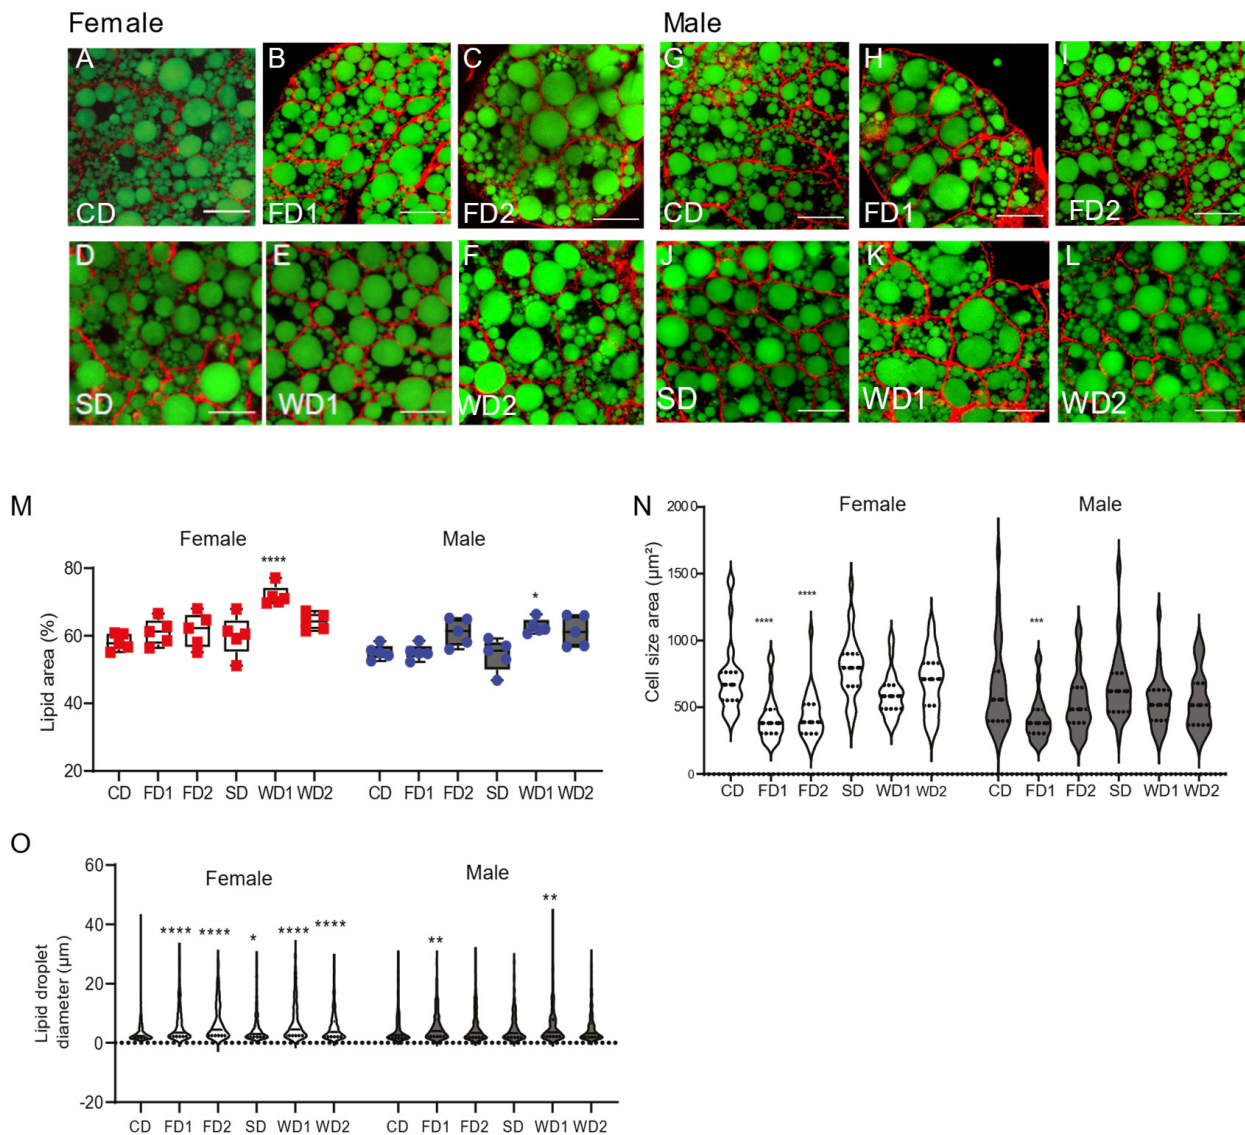 Female Male
A B C G H I
CD FD1 FD2 CD FD1 FD2
D E F J K L
SD WD1 WD2 SD WD1 WD2
M
Female Male
Lipid area (%)
80
60
40
20
**** *
CD FD1 FD2 SD WD1 WD2 CD FD1 FD2 SD WD1 WD2
N
Female Male
Cell size area (µm²)
2000
1500
1000
500
0
**** **** ***
CD FD1 FD2 SD WD1 WD2 CD FD1 FD2 SD WD1 WD2
O
Female Male
Lipid droplet
diameter (µm)
60
40
20
0
-20
**** **** * **** **** ** **
CD FD1 FD2 SD WD1 WD2 CD FD1 FD2 SD WD1 WD2